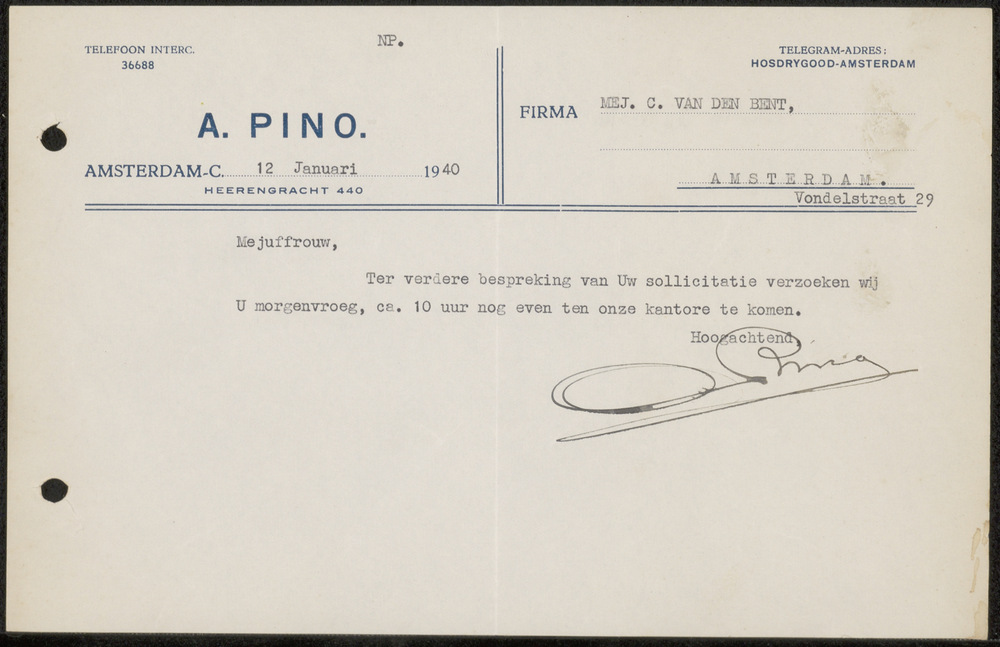 NP.
TELEFOON INTERC.
36688
A. PINO.
AMSTERDAM-C. 12 Januari 1940
HEERENGRACHT 440
TELEGRAM-ADRES:
HOSDRYGOOD-AMSTERDAM
FIRMA MEJ. C. VAN DEN BENT,
AMSTERDAM.
Vondelstraat 29
Mejuffrouw,
Ter verdere bespreking van Uw sollicitatie verzoeken wij
U morgenvroeg, ca. 10 uur nog even ten onze kantore te komen.
Hoogachtend,
A Pino